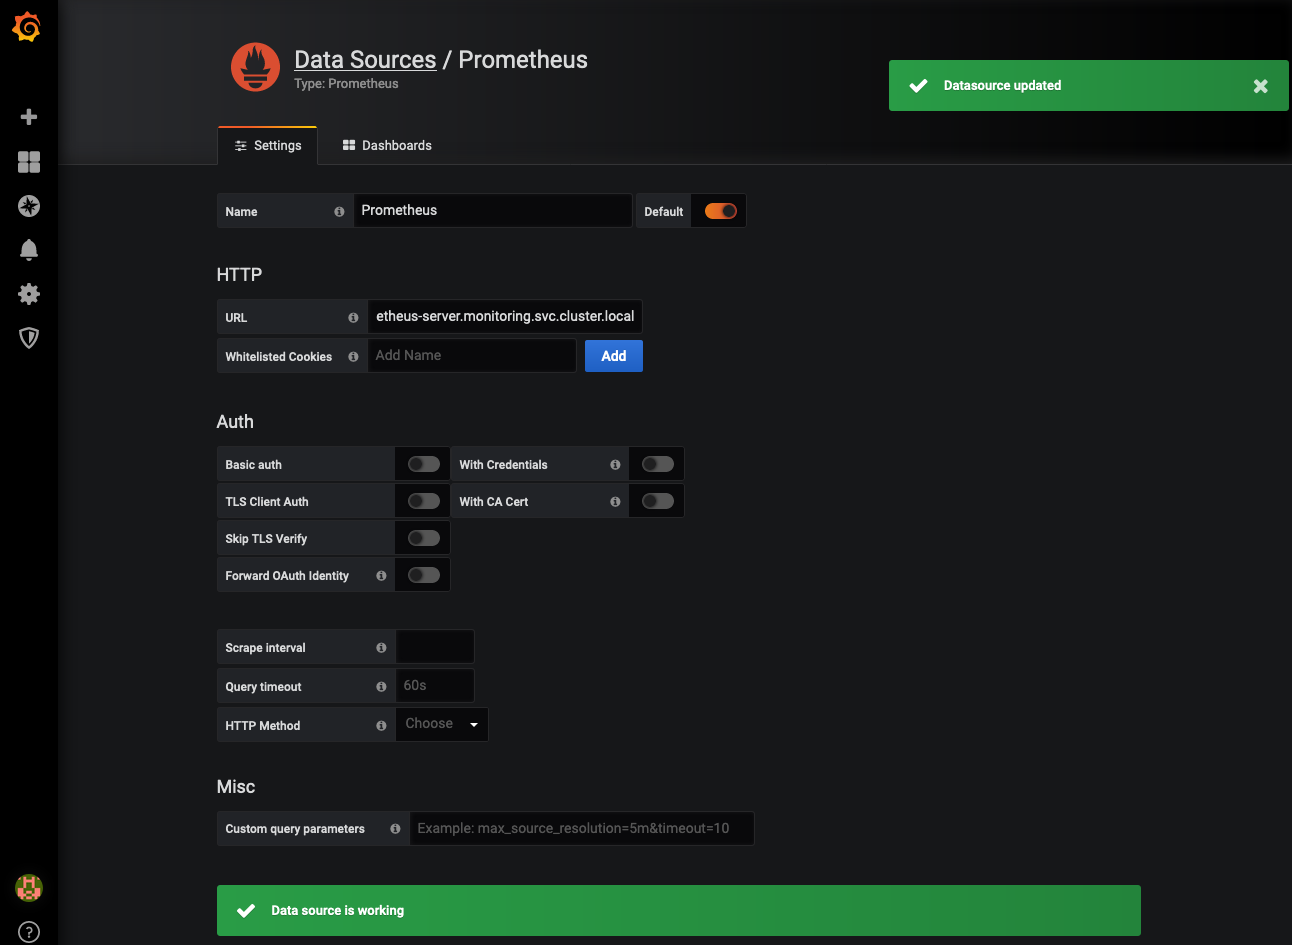 Data Sources / Prometheus
Type: Prometheus
Datasource updated
Settings
Dashboards
Name
Prometheus
Default
HTTP
URL
etheus-server.monitoring.svc.cluster.local
Whitelisted Cookies
Add Name
Add
Auth
Basic auth
With Credentials
TLS Client Auth
With CA Cert
Skip TLS Verify
Forward OAuth Identity
Scrape interval
Query timeout
60s
HTTP Method
Choose
Misc
Custom query parameters
Example: max_source_resolution=5m&timeout=10
Data source is working